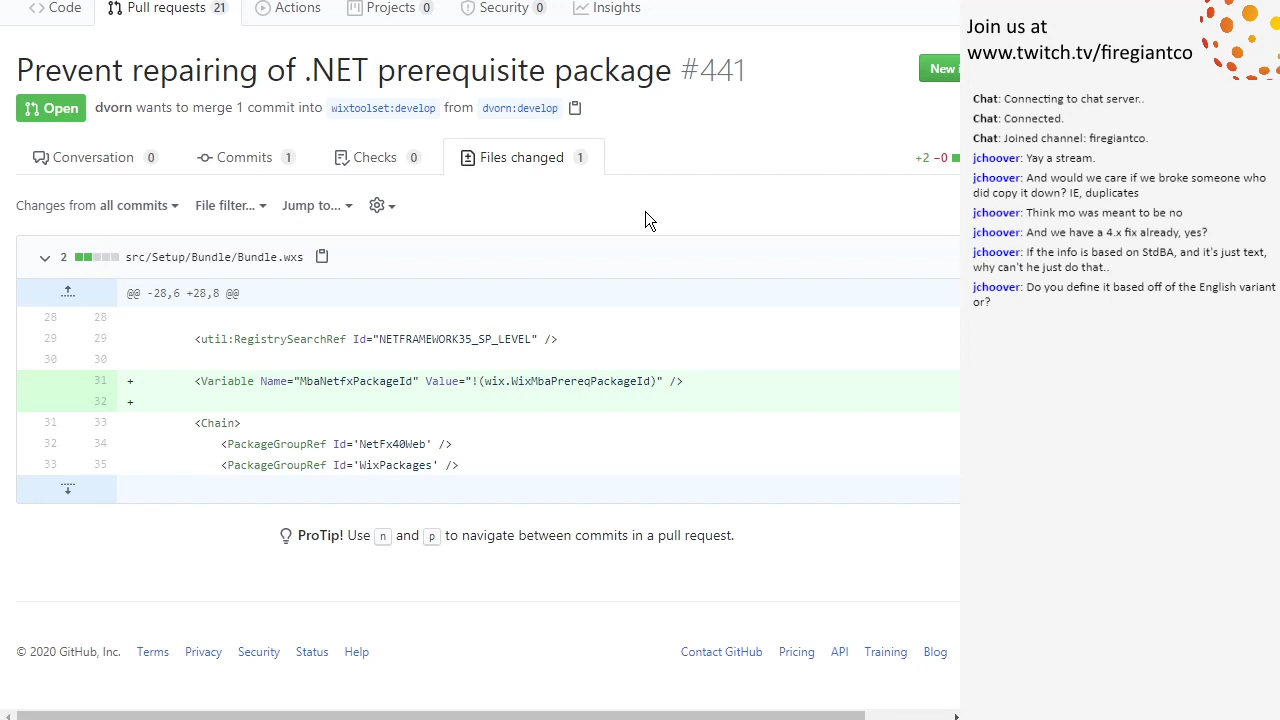 Code Pull requests 21 Actions Projects 0 Security 0 Insights
Prevent repairing of .NET prerequisite package #441
New i
Open dvorn wants to merge 1 commit into wixtoolset:develop from dvorn:develop
Conversation 0 Commits 1 Checks 0 Files changed 1
+2 −0
Changes from all commits File filter... Jump to...
2 src/Setup/Bundle/Bundle.wxs
@@ -28,6 +28,8 @@
28 28
29 29 <util:RegistrySearchRef Id="NETFRAMEWORK35_SP_LEVEL" />
30 30
31 + <Variable Name="MbaNetfxPackageId" Value="!(wix.WixMbaPrereqPackageId)" />
32 +
31 33 <Chain>
32 34 <PackageGroupRef Id='NetFx40Web' />
33 35 <PackageGroupRef Id='WixPackages' />
ProTip! Use n and p to navigate between commits in a pull request.
© 2020 GitHub, Inc. Terms Privacy Security Status Help
Contact GitHub Pricing API Training Blog
Join us at
www.twitch.tv/firegiantco
Chat: Connecting to chat server..
Chat: Connected.
Chat: Joined channel: firegiantco.
jchoover: Yay a stream.
jchoover: And would we care if we broke someone who
did copy it down? IE, duplicates
jchoover: Think mo was meant to be no
jchoover: And we have a 4.x fix already, yes?
jchoover: If the info is based on StdBA, and it's just text,
why can't he just do that..
jchoover: Do you define it based off of the English variant
or?